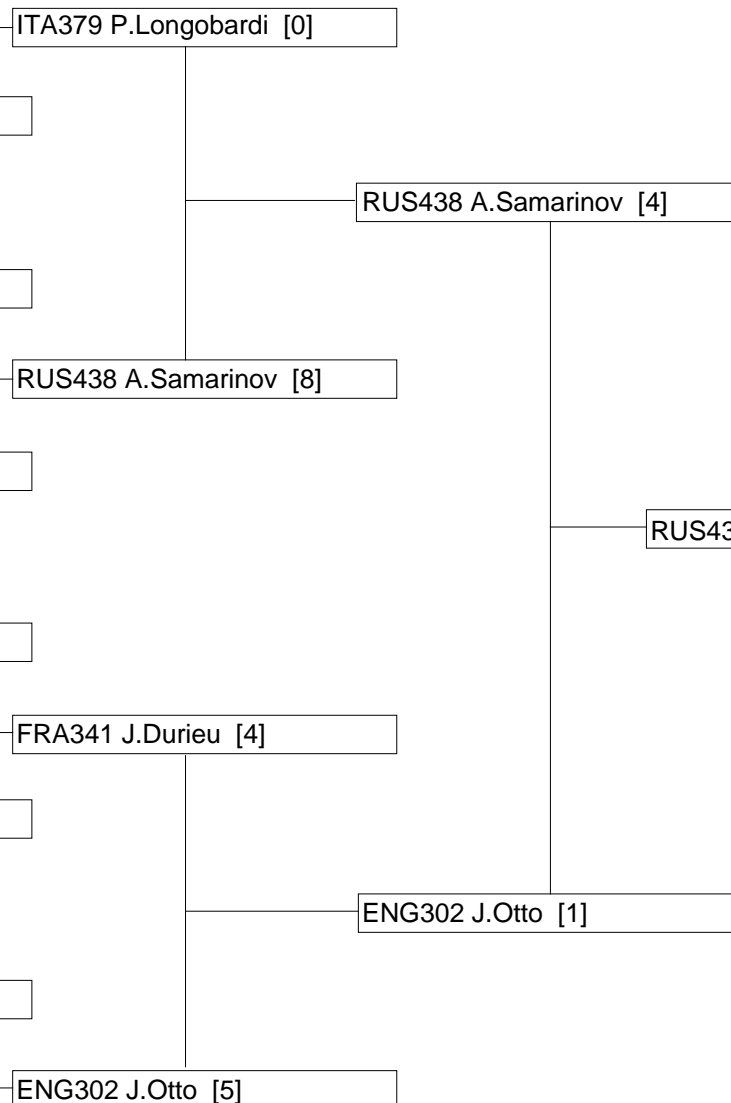 ITA379 P.Longobardi [0]
RUS438 A.Samarinov [4]
RUS438 A.Samarinov [8]
FRA341 J.Durieu [4]
ENG302 J.Otto [1]
ENG302 J.Otto [5]